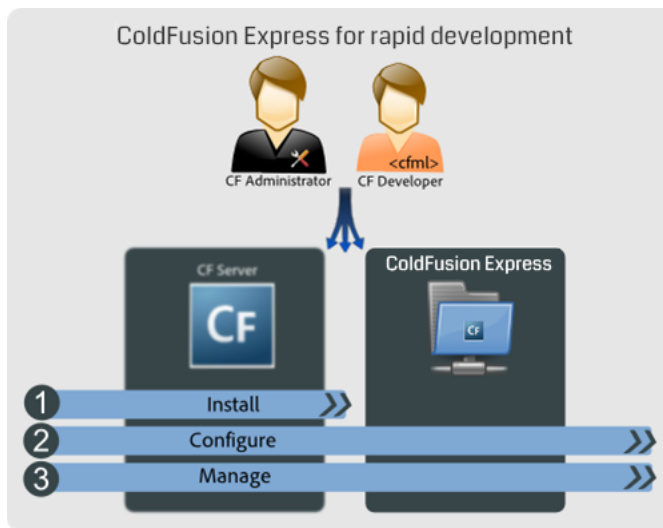 ColdFusion Express for rapid development
<cfml>
CF Administrator
CF Developer
CF Server
ColdFusion Express
CF
CF
1 Install
2 Configure
3 Manage